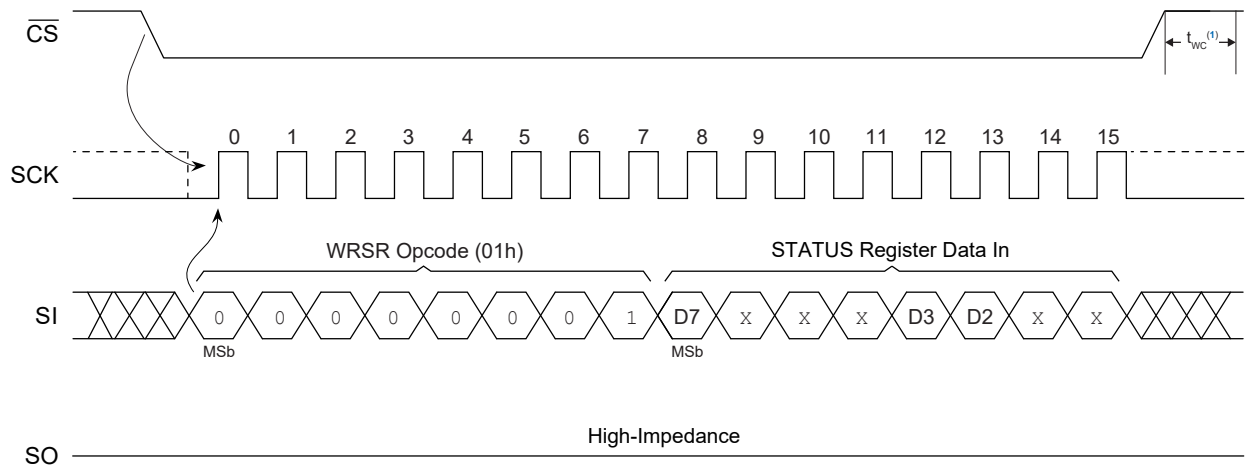 CS
t_WC(1)
0 1 2 3 4 5 6 7 8 9 10 11 12 13 14 15
SCK
WRSR Opcode (01h) STATUS Register Data In
SI 0 0 0 0 0 0 0 1 D7 X X X D3 D2 X X
MSb MSb
High-Impedance
SO